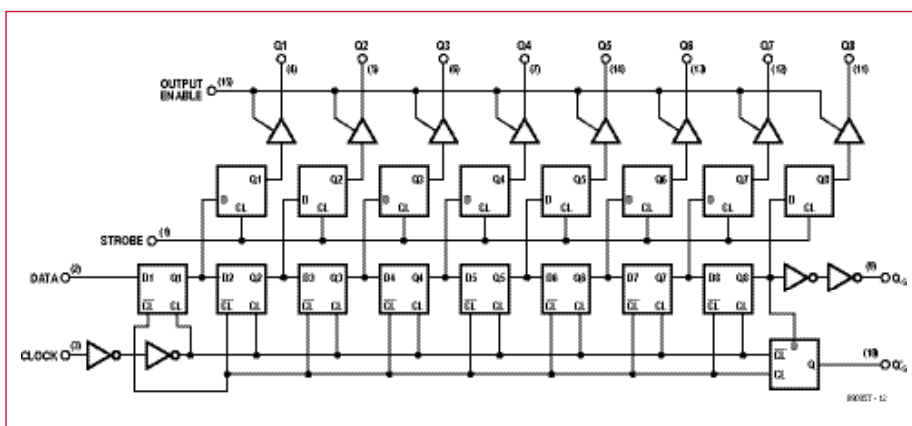 Q1 Q2 Q3 Q4 Q5 Q6 Q7 Q8
(4) (5) (6) (7) (14) (13) (12) (11)
OUTPUT ENABLE (15)
Q1 Q2 Q3 Q4 Q5 Q6 Q7 Q8
D D D D D D D D
CL CL CL CL CL CL CL CL
STROBE (1)
DATA (2) D1 Q1 D2 Q2 D3 Q3 D4 Q4 D5 Q5 D6 Q6 D7 Q7 D8 Q8 (9)
CL CL CL CL CL CL CL CL CL CL CL CL CL CL CL CL
CLOCK (3)
D
CL Q (10)
CL